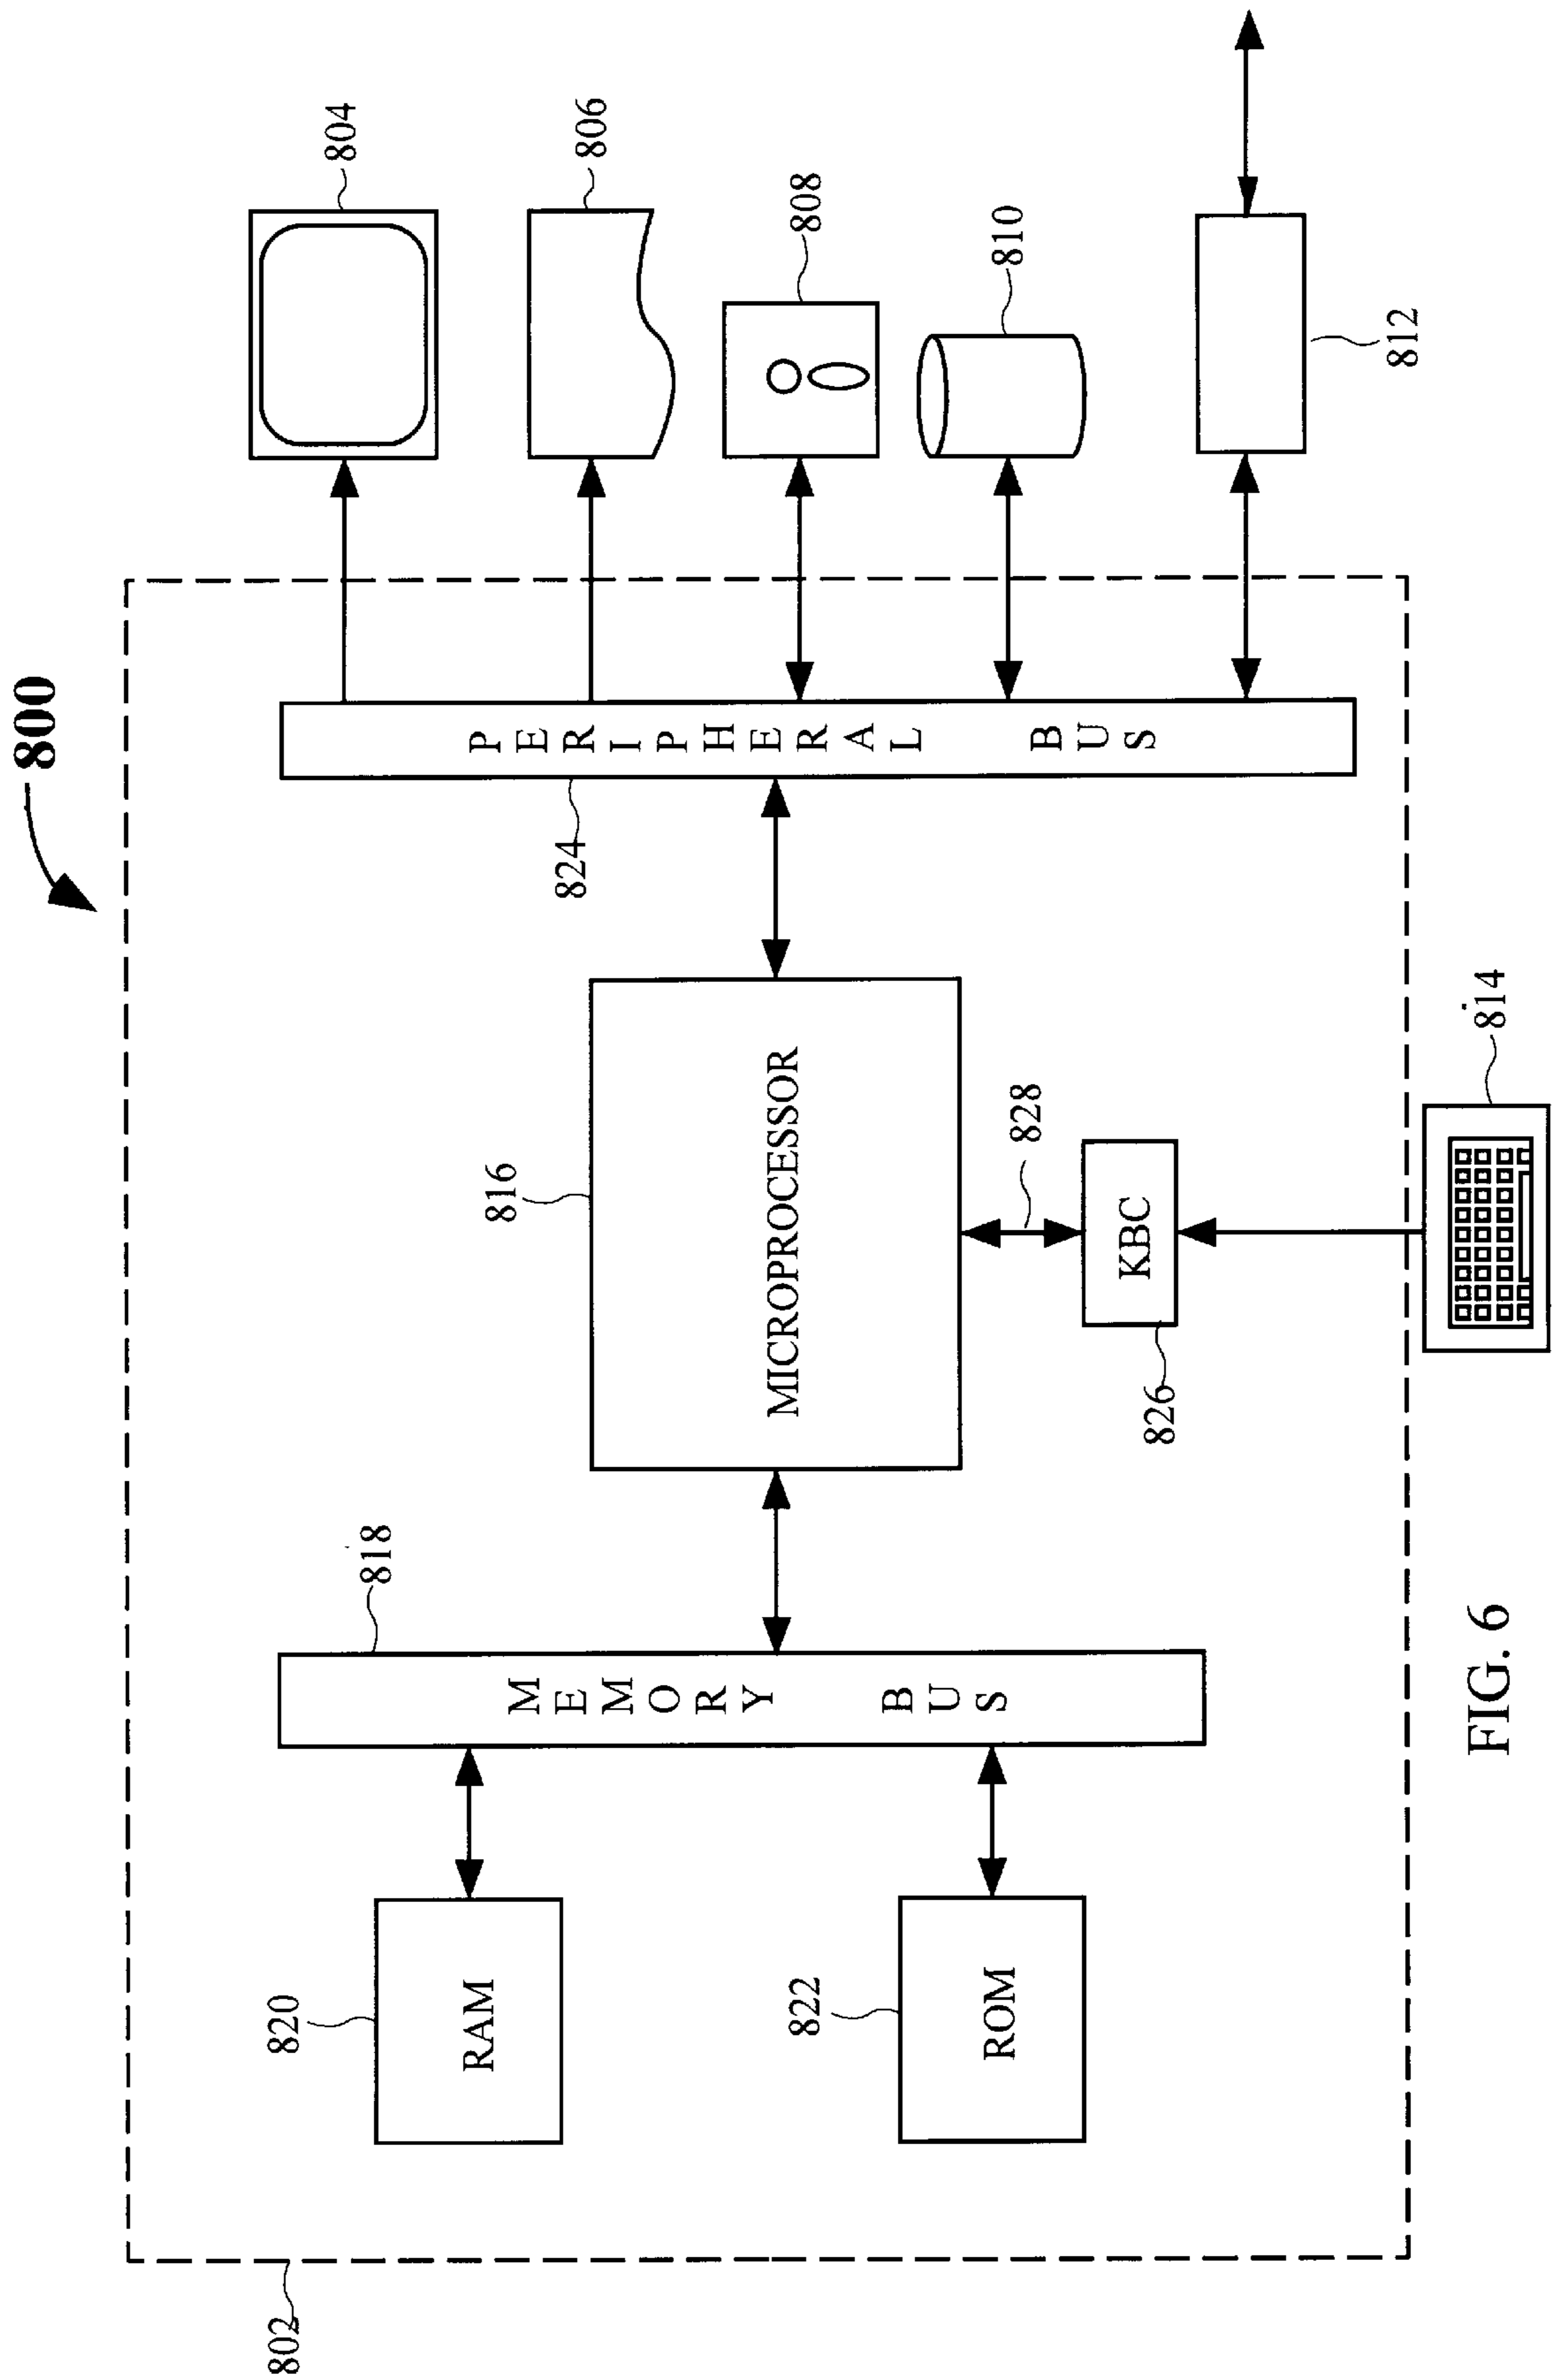 800
802
820
RAM
822
ROM
818
MEMORY BUS
816
MICROPROCESSOR
828
KBC
826
824
PERIPHERAL BUS
804
806
808
810
812
814
FIG. 6